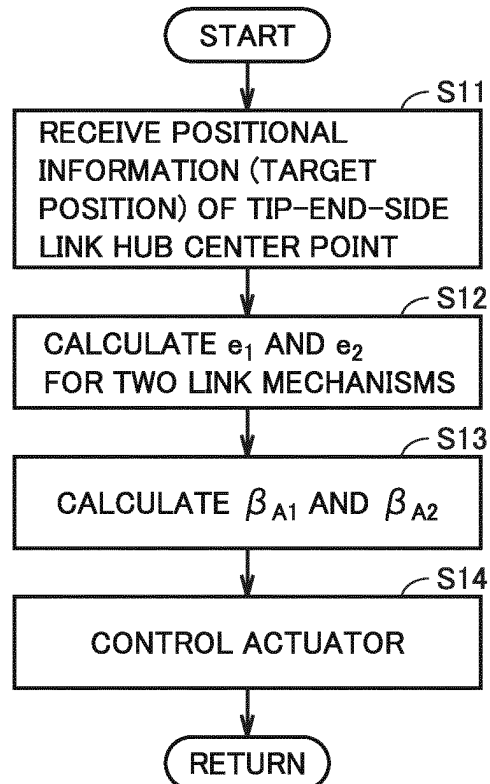 START
S11
RECEIVE POSITIONAL
INFORMATION (TARGET
POSITION) OF TIP-END-SIDE
LINK HUB CENTER POINT
S12
CALCULATE e₁ AND e₂
FOR TWO LINK MECHANISMS
S13
CALCULATE β_A1 AND β_A2
S14
CONTROL ACTUATOR
RETURN